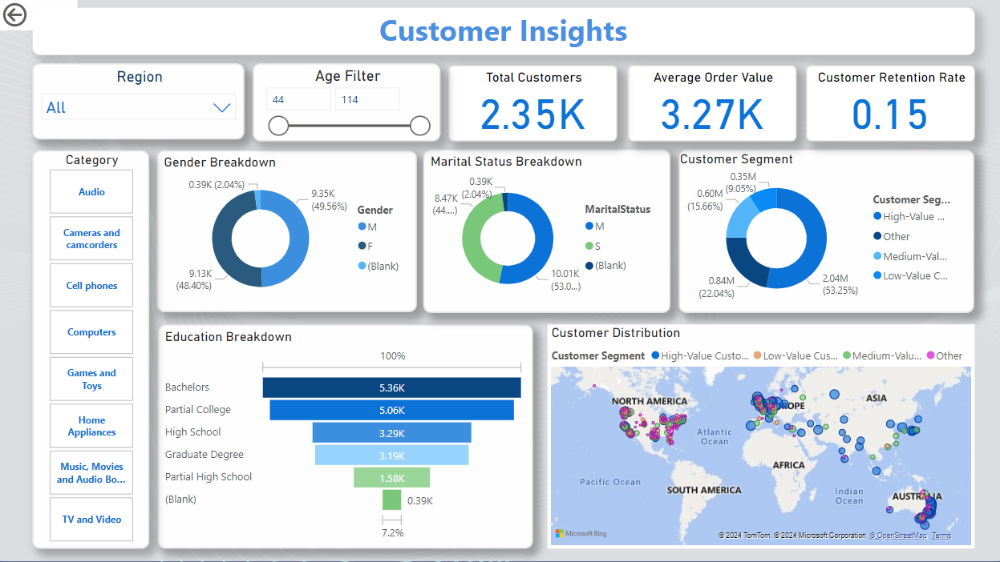 Customer Insights
Region
All
Age Filter
44
114
Total Customers
2.35K
Average Order Value
3.27K
Customer Retention Rate
0.15
Category
Audio
Cameras and
camcorders
Cell phones
Computers
Games and
Toys
Home
Appliances
Music, Movies
and Audio Bo...
TV and Video
Gender Breakdown
0.39K (2.04%)
9.35K
(49.56%)
9.13K
(48.40%)
Gender
M
F
(Blank)
Marital Status Breakdown
0.39K
(2.04%)
8.47K
(44....)
10.01K
(53.0...)
MaritalStatus
M
S
(Blank)
Customer Segment
0.35M
(9.05%)
0.60M
(15.66%)
0.84M
(22.04%)
2.04M
(53.25%)
Customer Seg...
High-Value ...
Other
Medium-Val...
Low-Value C...
Education Breakdown
100%
Bachelors
5.36K
Partial College
5.06K
High School
3.29K
Graduate Degree
3.19K
Partial High School
1.58K
(Blank)
0.39K
7.2%
Customer Distribution
Customer Segment
High-Value Custo...
Low-Value Cus...
Medium-Valu...
Other
NORTH AMERICA
EUROPE
ASIA
Atlantic
Ocean
AFRICA
Pacific Ocean
SOUTH AMERICA
Indian
Ocean
AUSTRALIA
Microsoft Bing
© 2024 TomTom, © 2024 Microsoft Corporation, © OpenStreetMap Terms